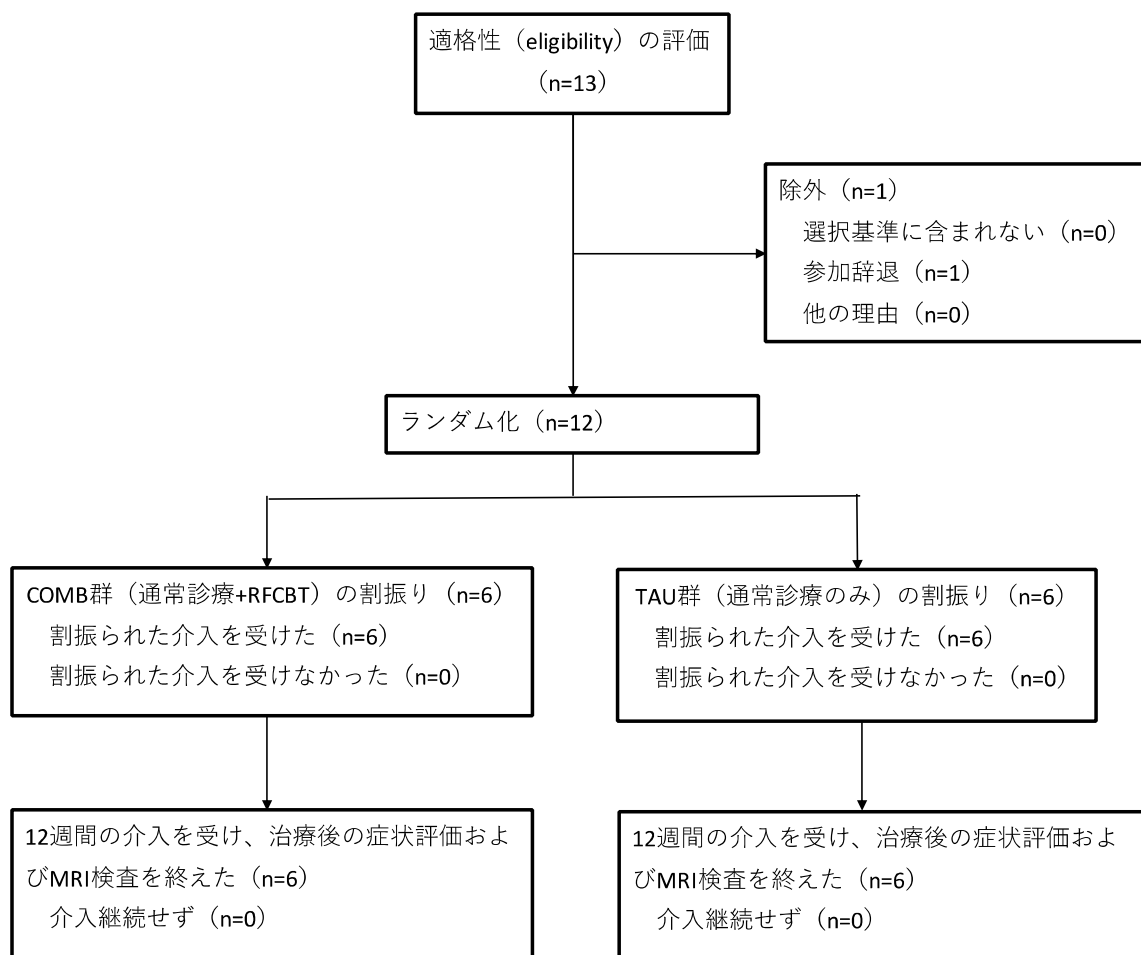 適格性（eligibility）の評価
（n=13）
除外（n=1）
選択基準に含まれない（n=0）
参加辞退（n=1）
他の理由（n=0）
ランダム化（n=12）
COMB群（通常診療+RFCBT）の割振り（n=6）
割振られた介入を受けた（n=6）
割振られた介入を受けなかった（n=0）
TAU群（通常診療のみ）の割振り（n=6）
割振られた介入を受けた（n=6）
割振られた介入を受けなかった（n=0）
12週間の介入を受け、治療後の症状評価およ
びMRI検査を終えた（n=6）
介入継続せず（n=0）
12週間の介入を受け、治療後の症状評価およ
びMRI検査を終えた（n=6）
介入継続せず（n=0）